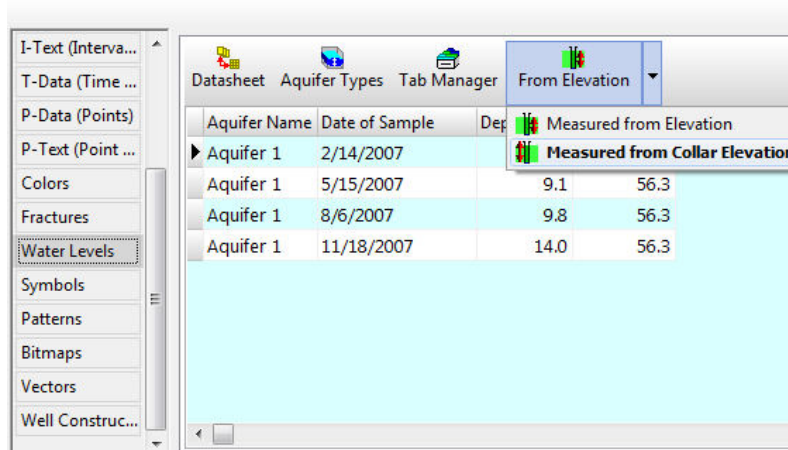 I-Text (Interva...
T-Data (Time ...
P-Data (Points)
P-Text (Point ...
Colors
Fractures
Water Levels
Symbols
Patterns
Bitmaps
Vectors
Well Construc...
Datasheet Aquifer Types Tab Manager From Elevation
Aquifer Name Date of Sample Dep
Measured from Elevation
Measured from Collar Elevation
Aquifer 1 2/14/2007
Aquifer 1 5/15/2007 9.1 56.3
Aquifer 1 8/6/2007 9.8 56.3
Aquifer 1 11/18/2007 14.0 56.3